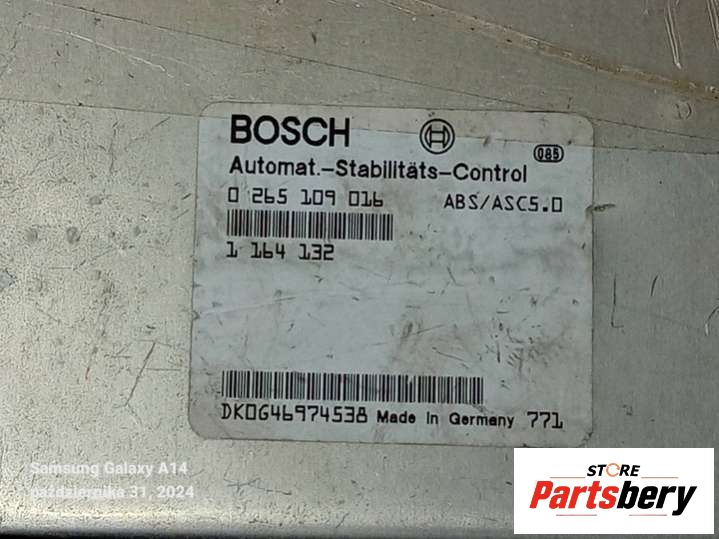 BOSCH
085
Automat.-Stabilitäts-Control
0 265 109 016 ABS/ASC5.0
1 164 132
DK0G46974538 Made in Germany 771
Samsung Galaxy A14
października 31, 2024
STORE
Partsbery